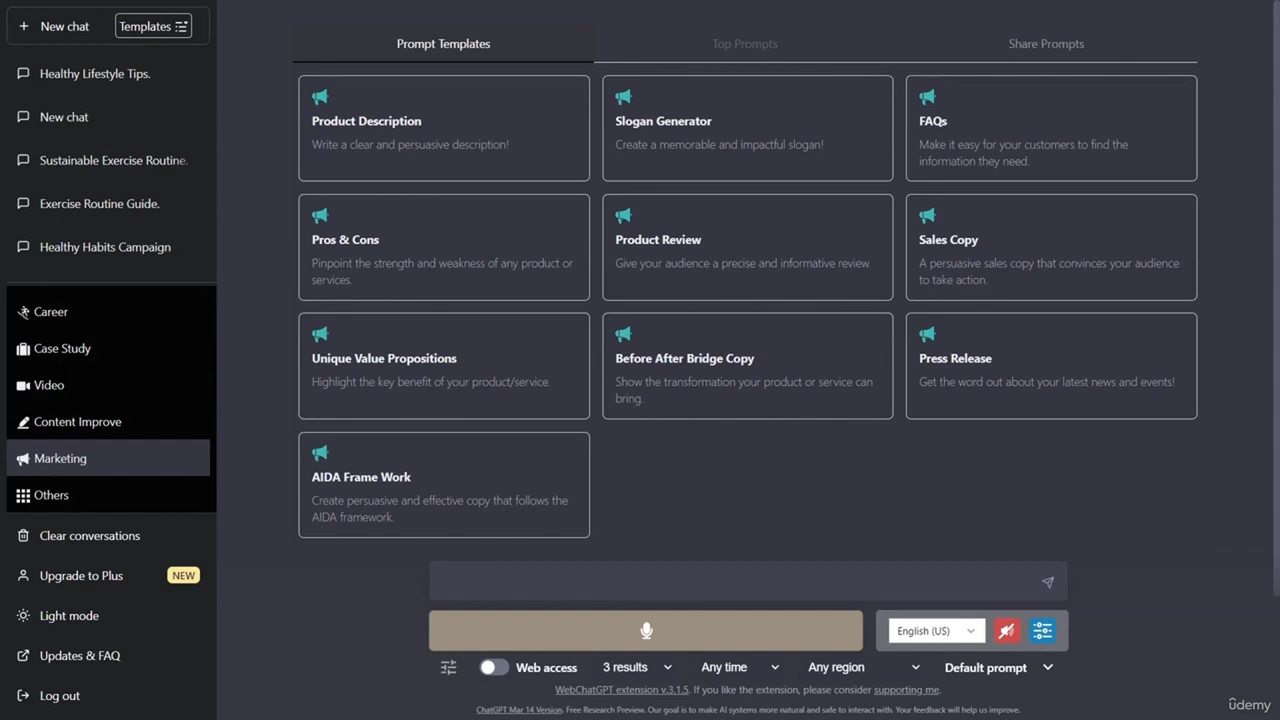 New chat
Templates
Healthy Lifestyle Tips.
New chat
Sustainable Exercise Routine.
Exercise Routine Guide.
Healthy Habits Campaign
Career
Case Study
Video
Content Improve
Marketing
Others
Clear conversations
Upgrade to Plus
NEW
Light mode
Updates & FAQ
Log out
Prompt Templates
Top Prompts
Share Prompts
Product Description
Write a clear and persuasive description!
Slogan Generator
Create a memorable and impactful slogan!
FAQs
Make it easy for your customers to find the
information they need.
Pros & Cons
Pinpoint the strength and weakness of any product or
services.
Product Review
Give your audience a precise and informative review.
Sales Copy
A persuasive sales copy that convinces your audience
to take action.
Unique Value Propositions
Highlight the key benefit of your product/service.
Before After Bridge Copy
Show the transformation your product or service can
bring.
Press Release
Get the word out about your latest news and events!
AIDA Frame Work
Create persuasive and effective copy that follows the
AIDA framework.
English (US)
Web access
3 results
Any time
Any region
Default prompt
WebChatGPT extension v.3.1.5. If you like the extension, please consider supporting me.
ChatGPT Mar 14 Version. Free Research Preview. Our goal is to make AI systems more natural and safe to interact with. Your feedback will help us improve.
ûdemy